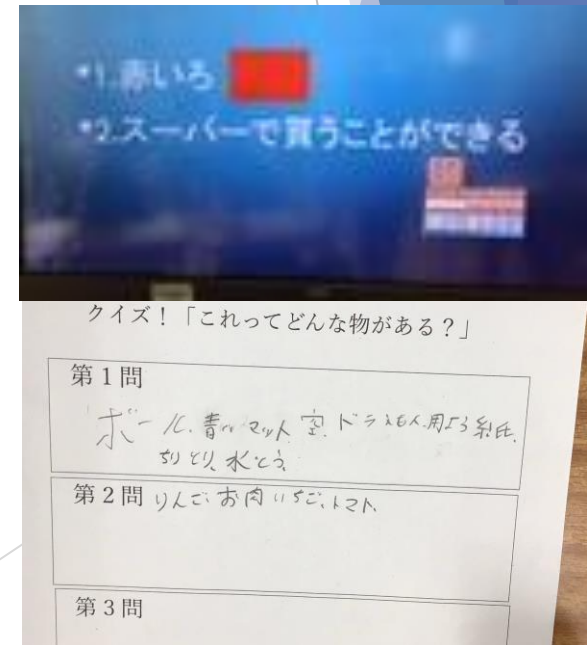 *1.赤いろ
*2.スーパーで買うことができる
クイズ！「これってどんな物がある？」
第1問
ボール、青いマット、空、ドラえもん、用よう紙、
ちりとり、水とう、
第2問 りんご、お肉 いちご、トマト、
第3問